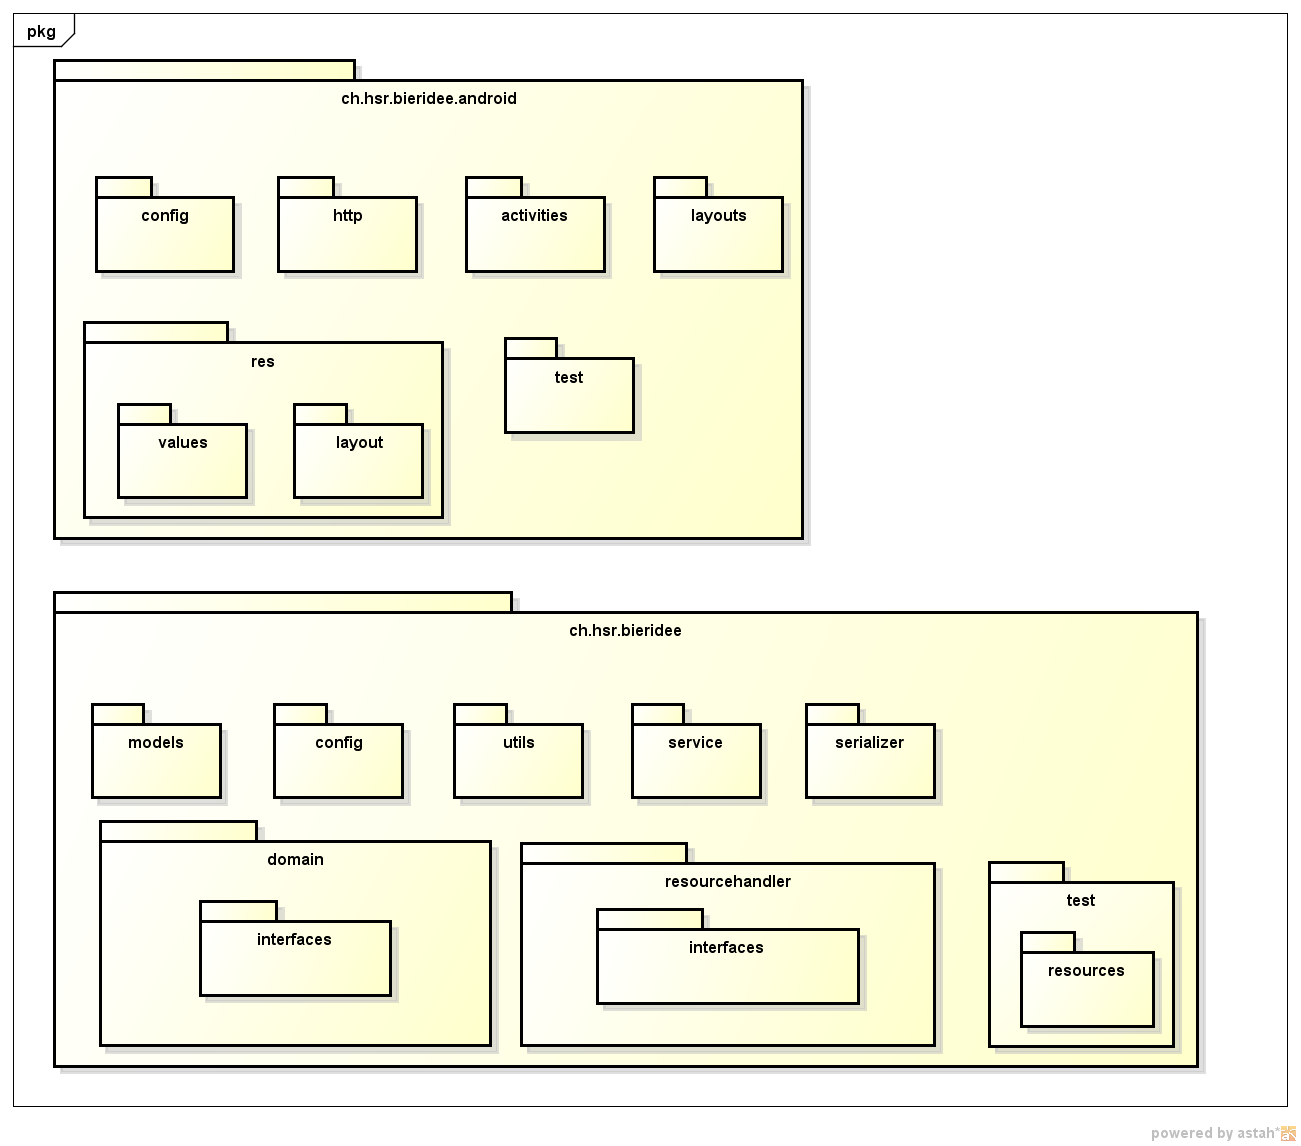 pkg
ch.hsr.bieridee.android
config
http
activities
layouts
res
test
values
layout
ch.hsr.bieridee
models
config
utils
service
serializer
domain
resourcehandler
test
interfaces
interfaces
resources
powered by astah*